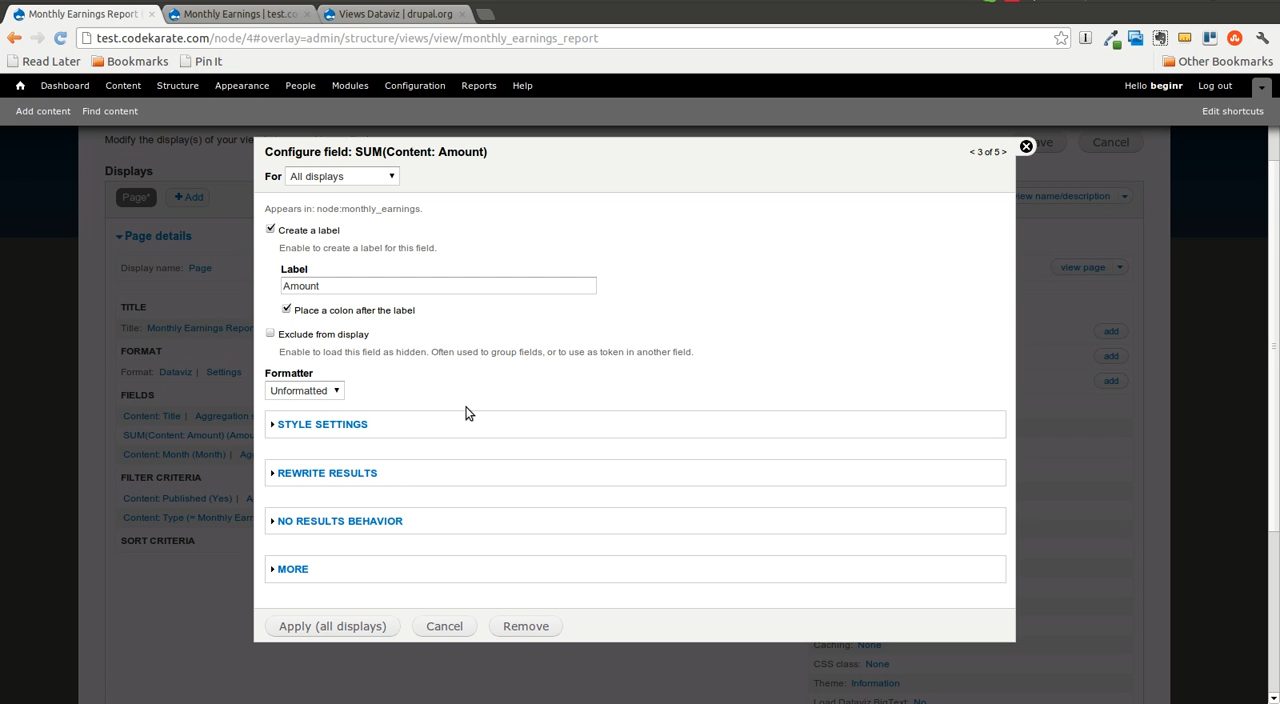 Monthly Earnings Report
Monthly Earnings | test.co
Views Dataviz | drupal.org
test.codekarate.com/node/4#overlay=admin/structure/views/view/monthly_earnings_report
Read Later Bookmarks Pin It Other Bookmarks
Dashboard Content Structure Appearance People Modules Configuration Reports Help Hello beginr Log out
Add content Find content Edit shortcuts
Modify the display(s) of your vie
Cancel
Displays
Page* + Add
view name/description
Page details
Display name: Page
view page
TITLE
Title: Monthly Earnings Repor
add
FORMAT
Format: Dataviz | Settings
add
FIELDS
add
Content: Title | Aggregation
SUM(Content: Amount) (Amou
Content: Month (Month) | Ag
FILTER CRITERIA
Content: Published (Yes) | A
Content: Type (= Monthly Earn
SORT CRITERIA
Configure field: SUM(Content: Amount)
< 3 of 5 >
For All displays
Appears in: node:monthly_earnings.
Create a label
Enable to create a label for this field.
Label
Amount
Place a colon after the label
Exclude from display
Enable to load this field as hidden. Often used to group fields, or to use as token in another field.
Formatter
Unformatted
STYLE SETTINGS
REWRITE RESULTS
NO RESULTS BEHAVIOR
MORE
Apply (all displays) Cancel Remove
Caching: None
CSS class: None
Theme: Information
Load Dataviz BigText: No